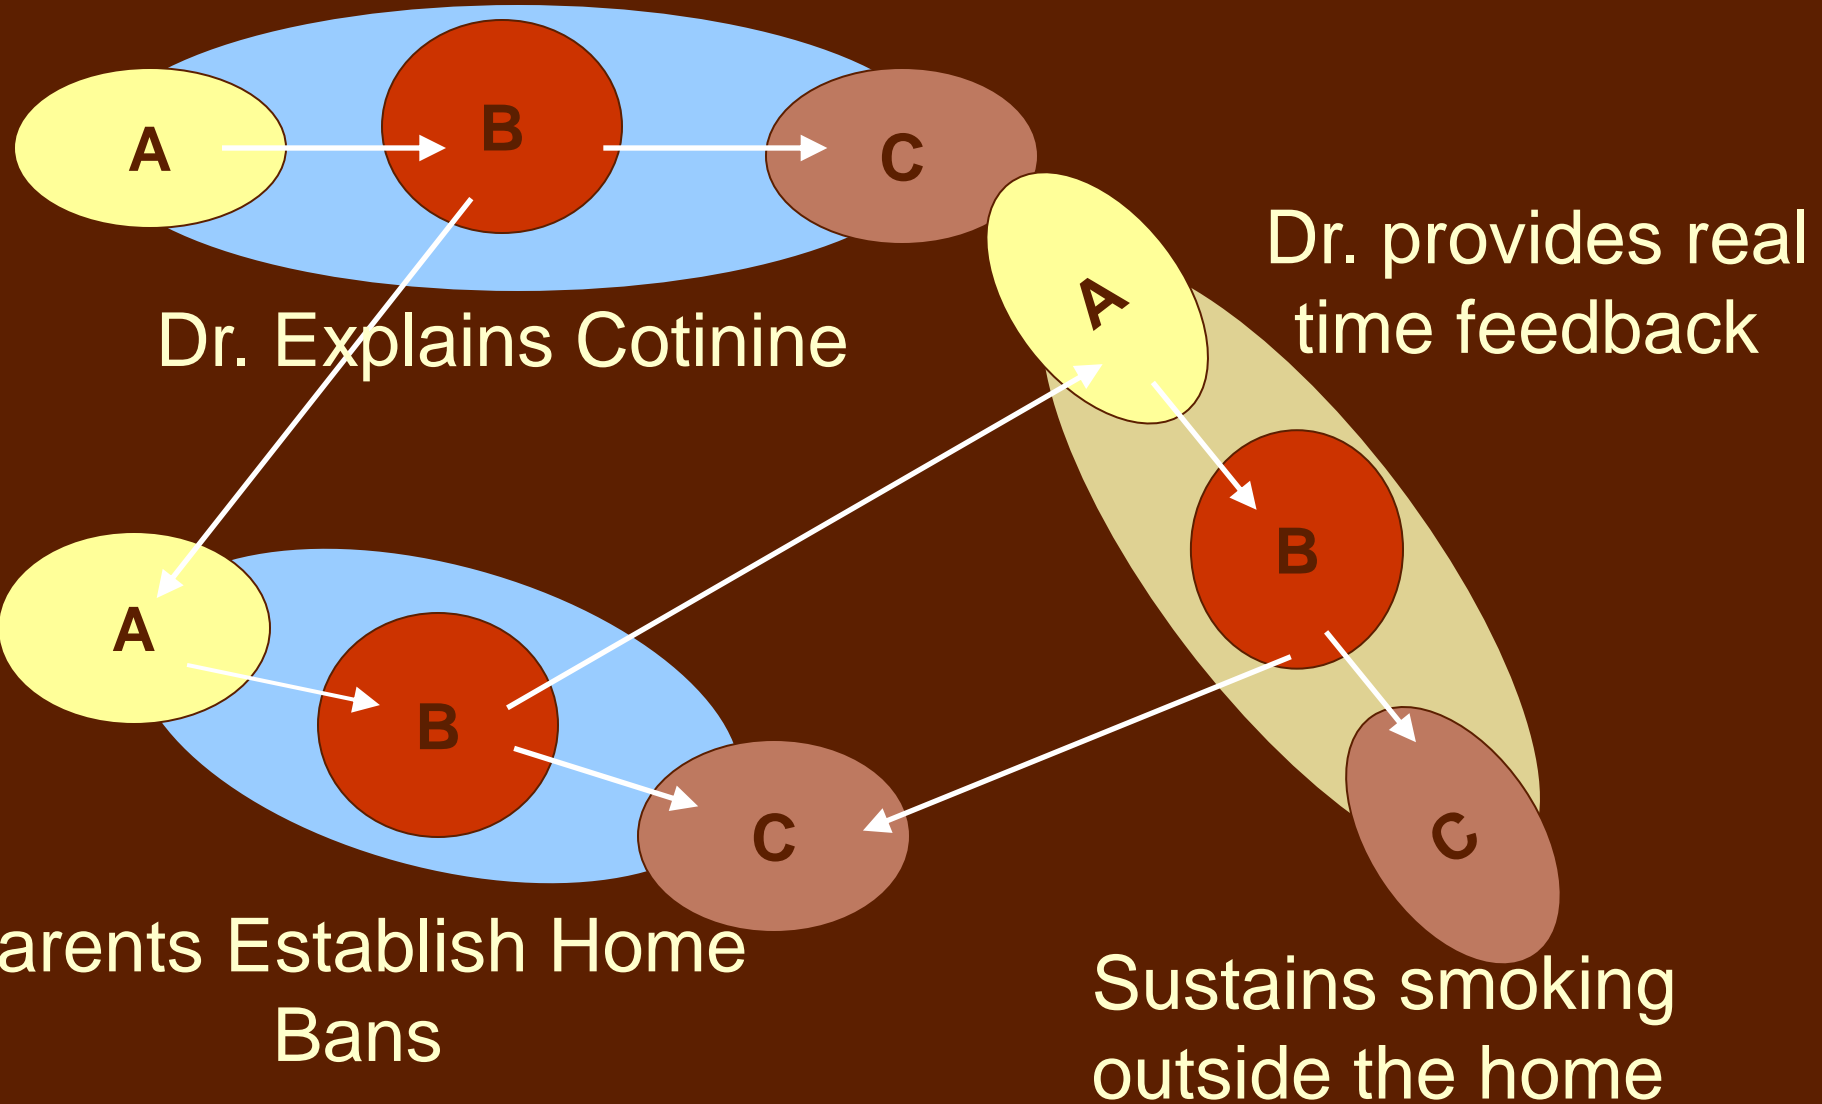 A
B
C
Dr. Explains Cotinine
A
Dr. provides real
time feedback
B
C
A
B
C
arents Establish Home
Bans
Sustains smoking
outside the home